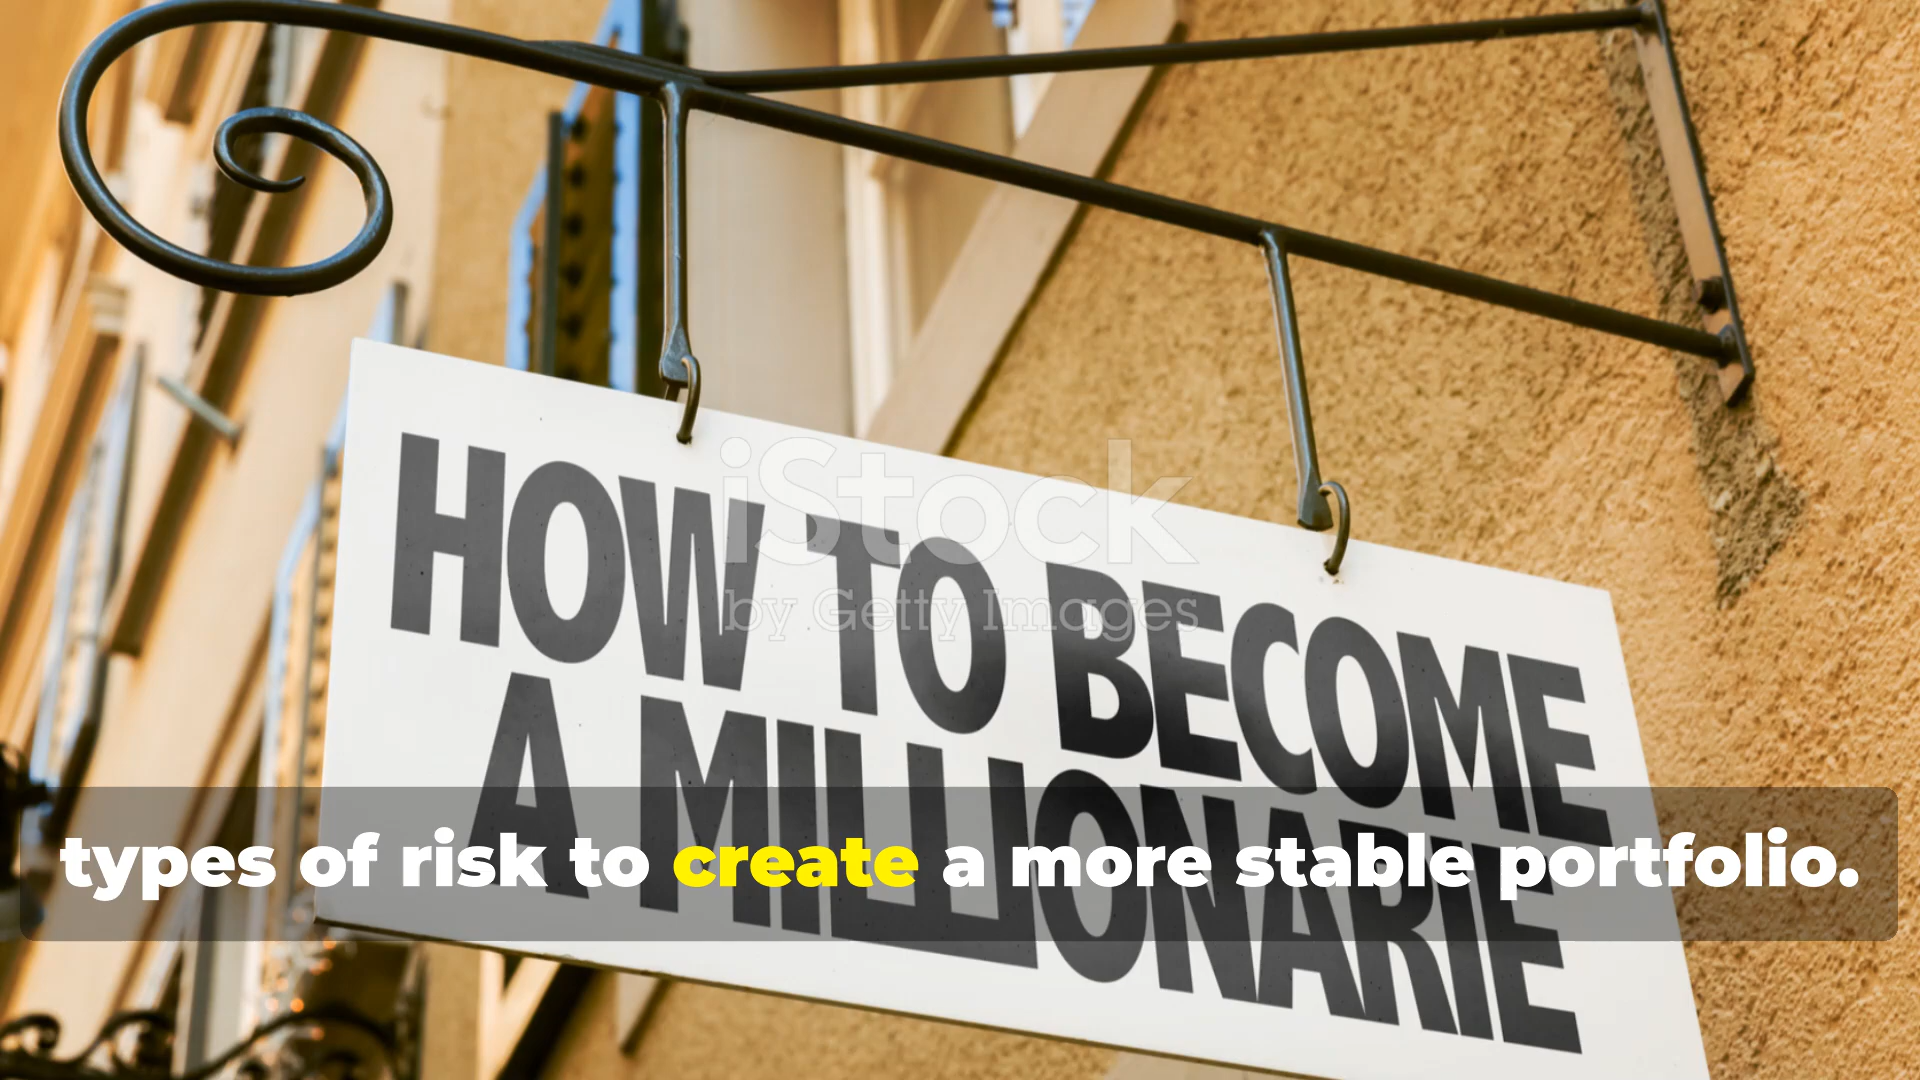 HOW TO BECOME
A MILLIONARIE
iStock
by Getty Images
types of risk to create a more stable portfolio.